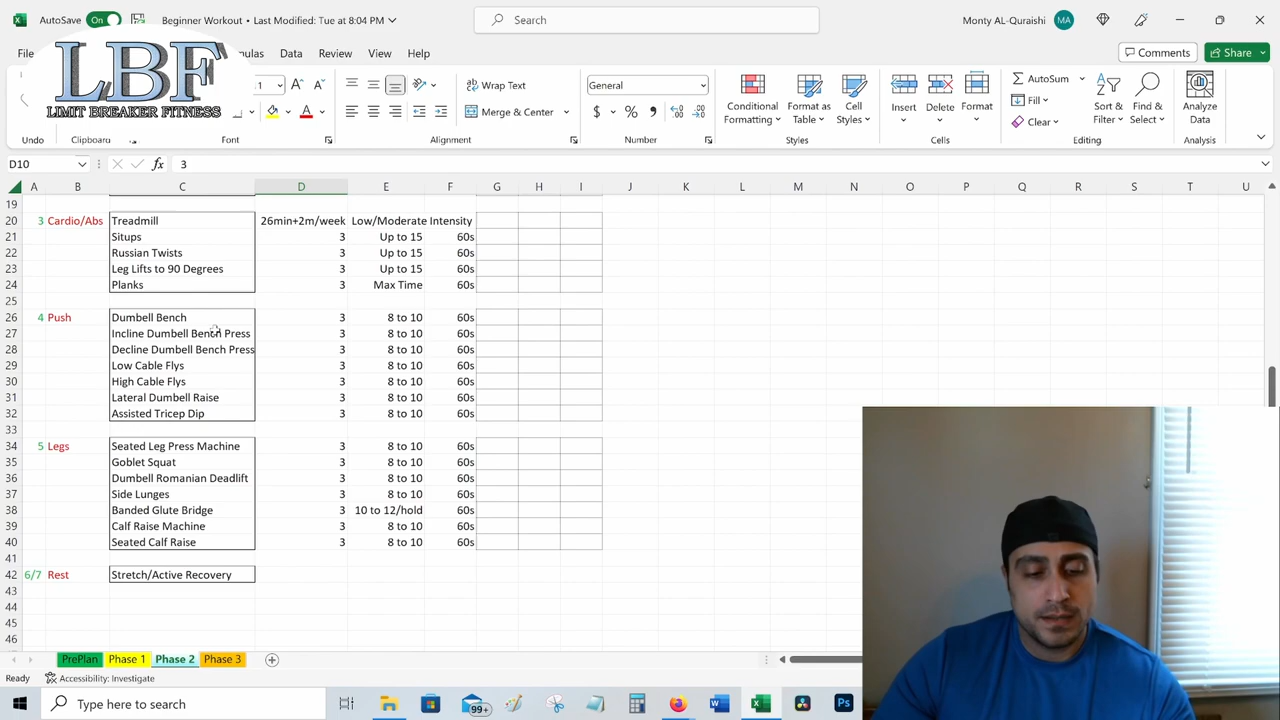 AutoSave On Beginner Workout • Last Modified: Tue at 8:04 PM Search Monty AL-Quraishi MA
File ulas Data Review View Help Comments Share
LBF
LIMIT BREAKER FITNESS
1 A A Wrap Text General Conditional Formatting Format as Table Cell Styles Insert Delete Format AutoSum Fill Clear Sort & Filter Find & Select Analyze Data
A Merge & Center $ % ,
Undo Clipboard Font Alignment Number Styles Cells Editing Analysis
D10 fx 3
A B C D E F G H I J K L M N O P Q R S T U
19
20 3 Cardio/Abs Treadmill 26min+2m/week Low/Moderate Intensity
21 Situps 3 Up to 15 60s
22 Russian Twists 3 Up to 15 60s
23 Leg Lifts to 90 Degrees 3 Up to 15 60s
24 Planks 3 Max Time 60s
25
26 4 Push Dumbell Bench 3 8 to 10 60s
27 Incline Dumbell Bench Press 3 8 to 10 60s
28 Decline Dumbell Bench Press 3 8 to 10 60s
29 Low Cable Flys 3 8 to 10 60s
30 High Cable Flys 3 8 to 10 60s
31 Lateral Dumbell Raise 3 8 to 10 60s
32 Assisted Tricep Dip 3 8 to 10 60s
33
34 5 Legs Seated Leg Press Machine 3 8 to 10 60s
35 Goblet Squat 3 8 to 10 60s
36 Dumbell Romanian Deadlift 3 8 to 10 60s
37 Side Lunges 3 8 to 10 60s
38 Banded Glute Bridge 3 10 to 12/hold 60s
39 Calf Raise Machine 3 8 to 10 60s
40 Seated Calf Raise 3 8 to 10 60s
41
42 6/7 Rest Stretch/Active Recovery
43
44
45
46
PrePlan Phase 1 Phase 2 Phase 3
Ready Accessibility: Investigate
Type here to search 99+ W Ps